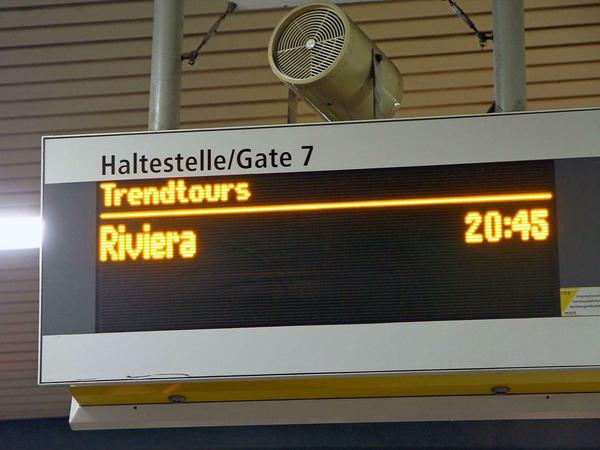 Haltestelle/Gate 7
Trendtours
Riviera 20:45